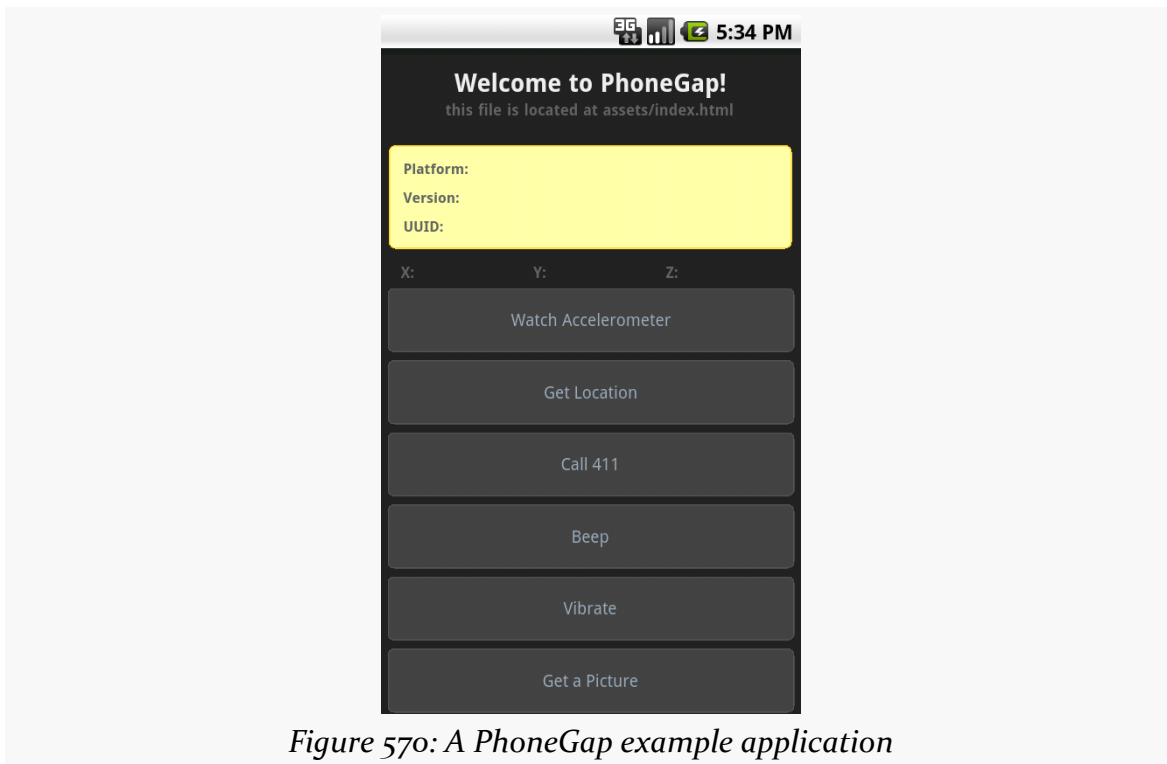 3G 5:34 PM
Welcome to PhoneGap!
this file is located at assets/index.html
Platform:
Version:
UUID:
X: Y: Z:
Watch Accelerometer
Get Location
Call 411
Beep
Vibrate
Get a Picture
Figure 570: A PhoneGap example application